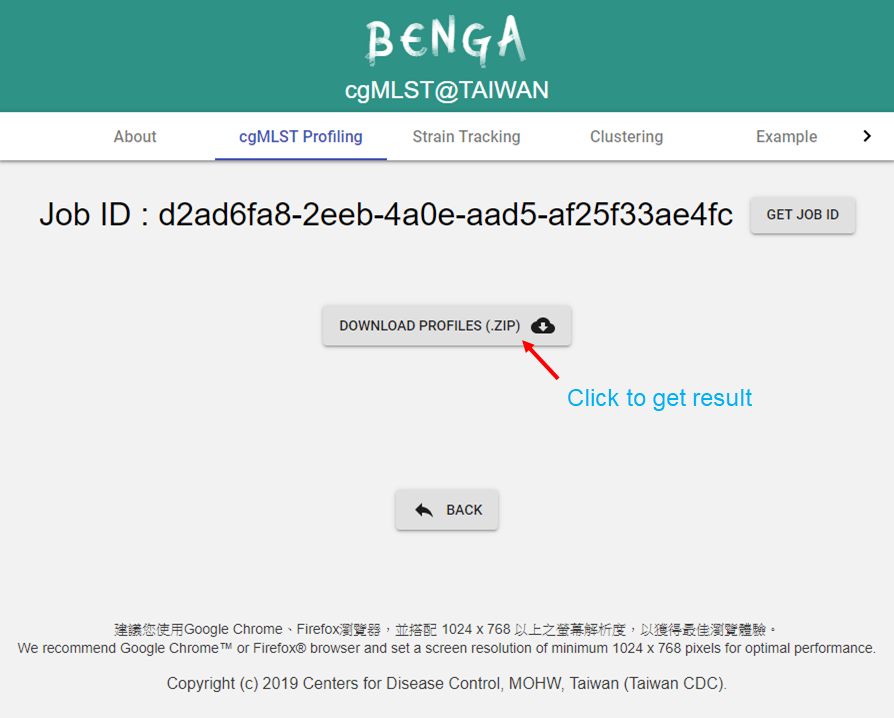 BENGA
cgMLST@TAIWAN
About cgMLST Profiling Strain Tracking Clustering Example
Job ID : d2ad6fa8-2eeb-4a0e-aad5-af25f33ae4fc GET JOB ID
DOWNLOAD PROFILES (.ZIP)
Click to get result
BACK
建議您使用Google Chrome、Firefox瀏覽器，並搭配 1024 x 768 以上之螢幕解析度，以獲得最佳瀏覽體驗。
We recommend Google Chrome™ or Firefox® browser and set a screen resolution of minimum 1024 x 768 pixels for optimal performance.
Copyright (c) 2019 Centers for Disease Control, MOHW, Taiwan (Taiwan CDC).